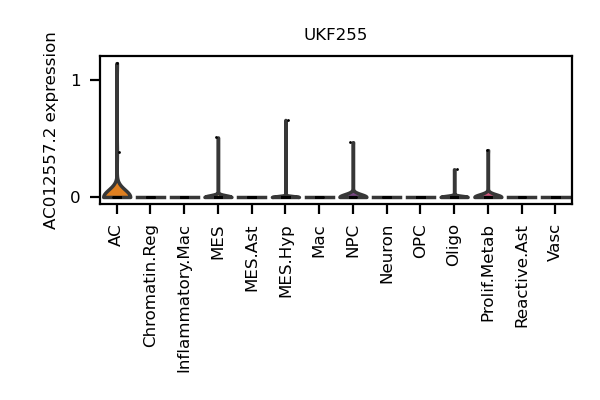 UKF255
AC012557.2 expression
1
0
AC
Chromatin.Reg
Inflammatory.Mac
MES
MES.Ast
MES.Hyp
Mac
NPC
Neuron
OPC
Oligo
Prolif.Metab
Reactive.Ast
Vasc